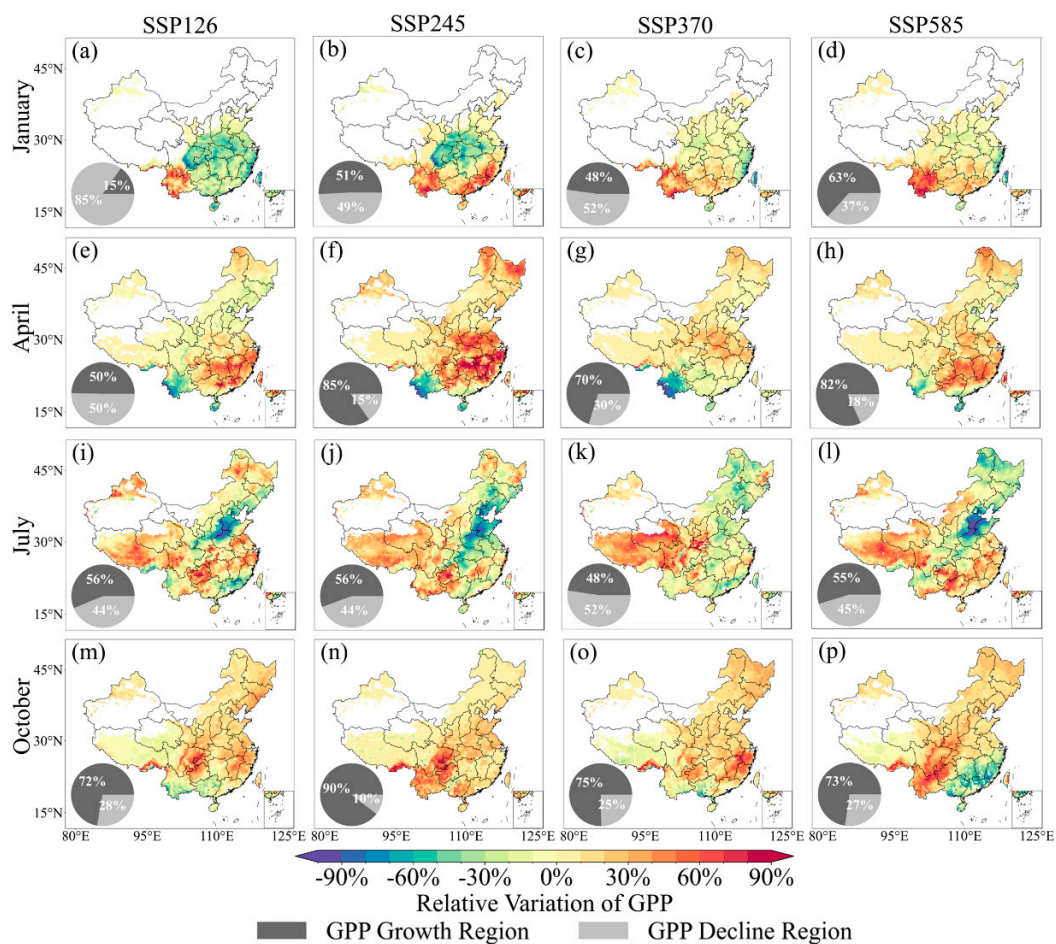 SSP126 SSP245 SSP370 SSP585
January
(a) (b) (c) (d)
45°N
30°N
15°N
15% 85%
51% 49%
48% 52%
63% 37%
April
(e) (f) (g) (h)
45°N
30°N
15°N
50% 50%
85% 15%
70% 30%
82% 18%
July
(i) (j) (k) (l)
45°N
30°N
15°N
56% 44%
56% 44%
48% 52%
55% 45%
October
(m) (n) (o) (p)
45°N
30°N
15°N
72% 28%
90% 10%
75% 25%
73% 27%
80°E 95°E 110°E 125°E 80°E 95°E 110°E 125°E 80°E 95°E 110°E 125°E 80°E 95°E 110°E 125°E
-90% -60% -30% 0% 30% 60% 90%
Relative Variation of GPP
GPP Growth Region GPP Decline Region